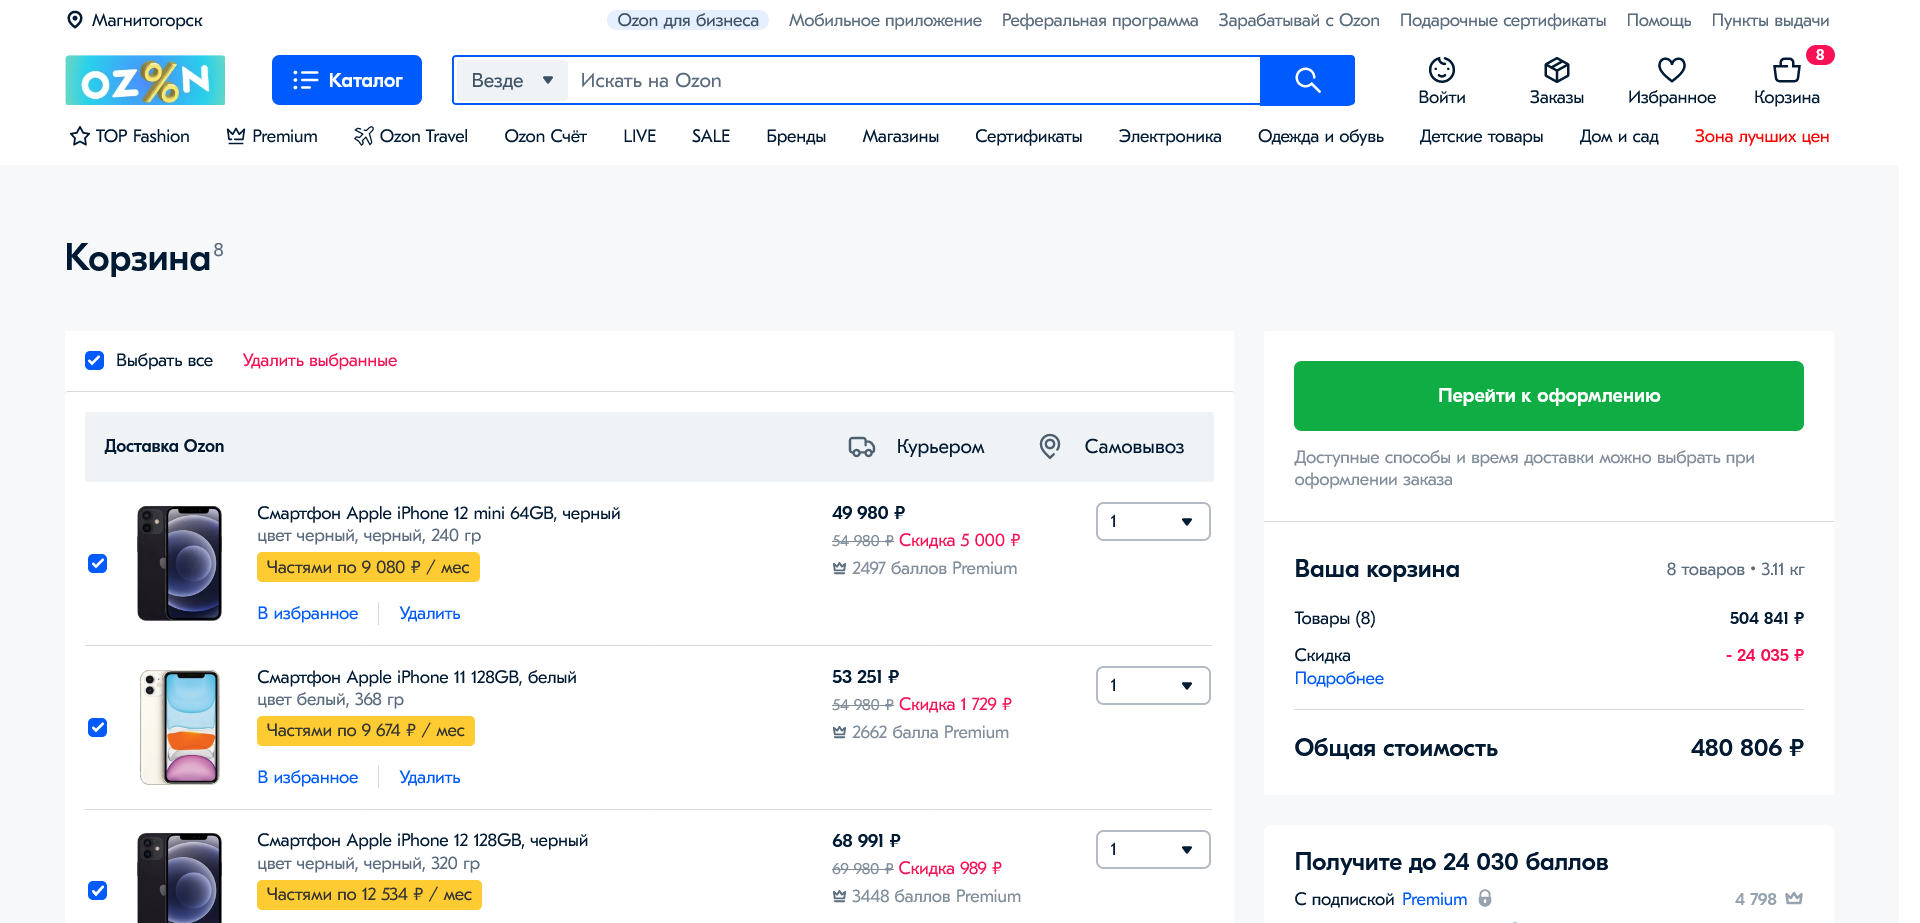 Магнитогорск
Ozon для бизнеса Мобильное приложение Реферальная программа Зарабатывай с Ozon Подарочные сертификаты Помощь Пункты выдачи
OZ%N
Каталог
Везде
Искать на Ozon
Войти
Заказы
Избранное
8
Корзина
TOP Fashion Premium Ozon Travel Ozon Счёт LIVE SALE Бренды Магазины Сертификаты Электроника Одежда и обувь Детские товары Дом и сад Зона лучших цен
Корзина 8
Выбрать все Удалить выбранные
Доставка Ozon Курьером Самовывоз
Смартфон Apple iPhone 12 mini 64GB, черный
цвет черный, черный, 240 гр
Частями по 9 080 ₽ / мес
В избранное Удалить
49 980 ₽
54 980 ₽ Скидка 5 000 ₽
2497 баллов Premium
1
Смартфон Apple iPhone 11 128GB, белый
цвет белый, 368 гр
Частями по 9 674 ₽ / мес
В избранное Удалить
53 251 ₽
54 980 ₽ Скидка 1 729 ₽
2662 балла Premium
1
Смартфон Apple iPhone 12 128GB, черный
цвет черный, черный, 320 гр
Частями по 12 534 ₽ / мес
68 991 ₽
69 980 ₽ Скидка 989 ₽
3448 баллов Premium
1
Перейти к оформлению
Доступные способы и время доставки можно выбрать при
оформлении заказа
Ваша корзина 8 товаров • 3.11 кг
Товары (8) 504 841 ₽
Скидка - 24 035 ₽
Подробнее
Общая стоимость 480 806 ₽
Получите до 24 030 баллов
С подпиской Premium 4 798